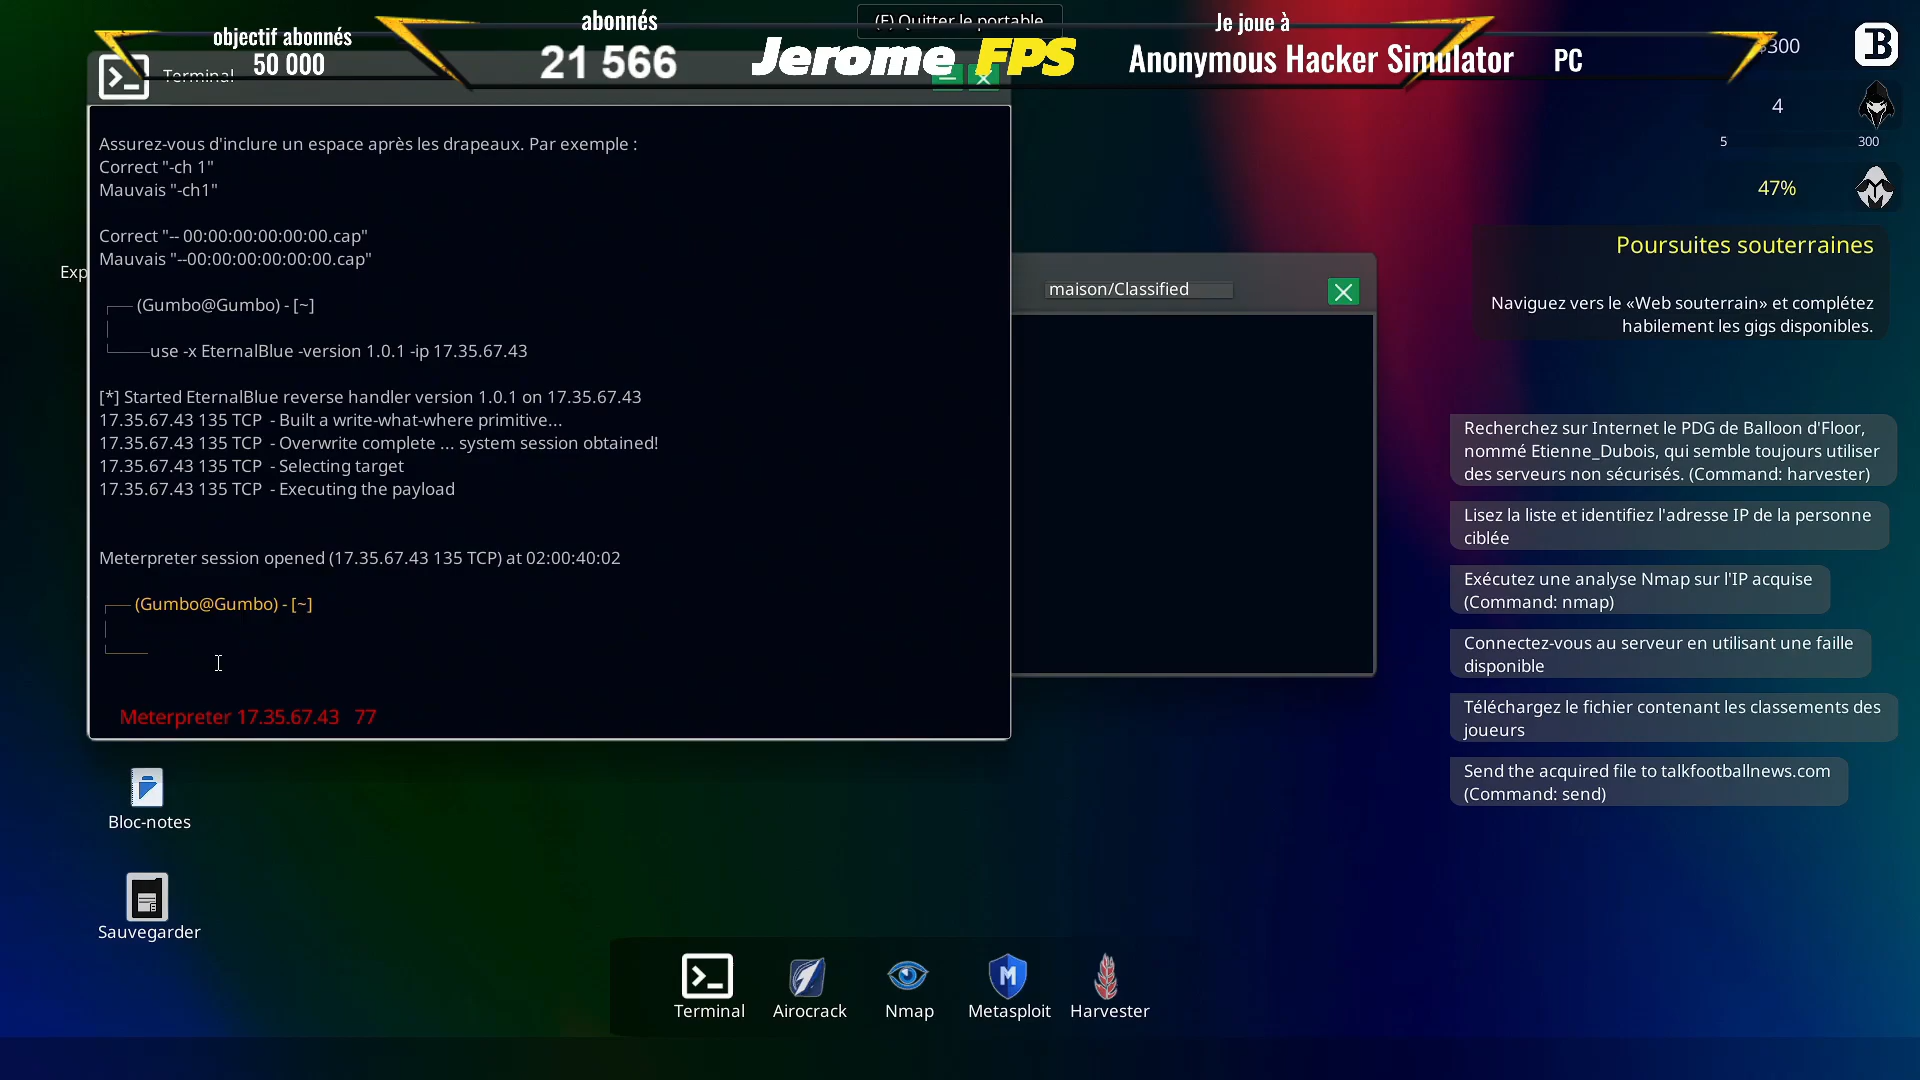 (E) Quitter le portable
objectif abonnés
50 000
abonnés
21 566
Jerome FPS
Je joue à
Anonymous Hacker Simulator
PC
300
4
5
300
47%
Terminal
Assurez-vous d'inclure un espace après les drapeaux. Par exemple :
Correct "-ch 1"
Mauvais "-ch1"
Correct "-- 00:00:00:00:00:00.cap"
Mauvais "--00:00:00:00:00:00.cap"
Exp
(Gumbo@Gumbo) - [~]
use -x EternalBlue -version 1.0.1 -ip 17.35.67.43
[*] Started EternalBlue reverse handler version 1.0.1 on 17.35.67.43
17.35.67.43 135 TCP - Built a write-what-where primitive...
17.35.67.43 135 TCP - Overwrite complete ... system session obtained!
17.35.67.43 135 TCP - Selecting target
17.35.67.43 135 TCP - Executing the payload
Meterpreter session opened (17.35.67.43 135 TCP) at 02:00:40:02
(Gumbo@Gumbo) - [~]
Meterpreter 17.35.67.43 77
maison/Classified
Poursuites souterraines
Naviguez vers le «Web souterrain» et complétez
habilement les gigs disponibles.
Recherchez sur Internet le PDG de Balloon d'Floor,
nommé Etienne_Dubois, qui semble toujours utiliser
des serveurs non sécurisés. (Command: harvester)
Lisez la liste et identifiez l'adresse IP de la personne
ciblée
Exécutez une analyse Nmap sur l'IP acquise
(Command: nmap)
Connectez-vous au serveur en utilisant une faille
disponible
Téléchargez le fichier contenant les classements des
joueurs
Send the acquired file to talkfootballnews.com
(Command: send)
Bloc-notes
Sauvegarder
Terminal
Airocrack
Nmap
Metasploit
Harvester